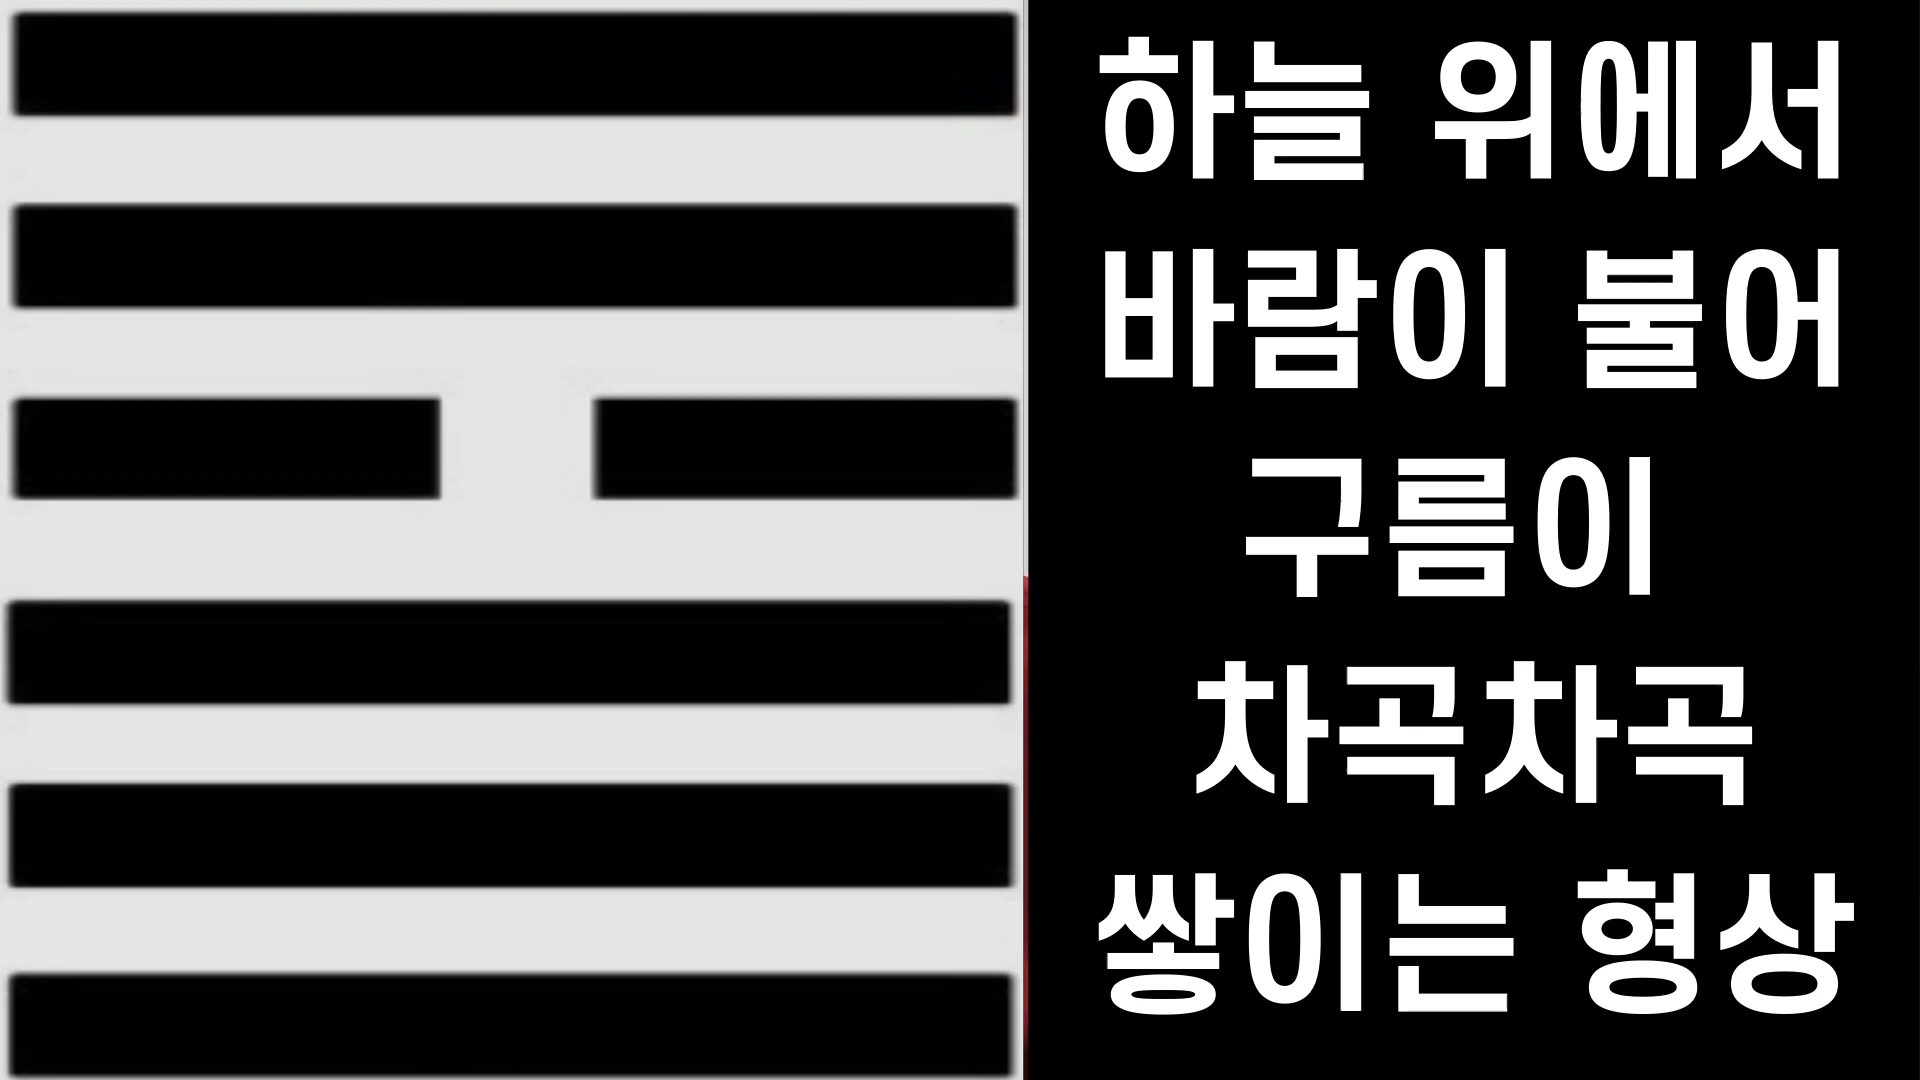 하늘 위에서
바람이 불어
구름이
차곡차곡
쌓이는 형상